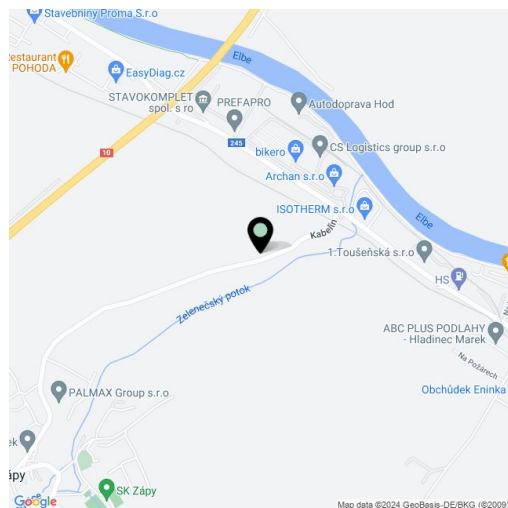 Stavebniny Proma S.r.o
Elbe
Restaurant
POHODA
EasyDiag.cz
STAVOKOMPLET
spol. s ro
PREFAPRO
Autodoprava Hod
10
245
CS Logistics group s.r.o
bikero
Archan s.r.o
ISOTHERM s.r.o
Elbe
Kabelín
1.Toušeňská s.r.o
HS
Zelenečský potok
ABC PLUS PODLAHY
- Hladinec Marek
Na Požárech
PALMAX Group s.r.o
Obchůdek Eninka
SK Zápy
Google
Map data ©2024 GeoBasis-DE/BKG (©2009)